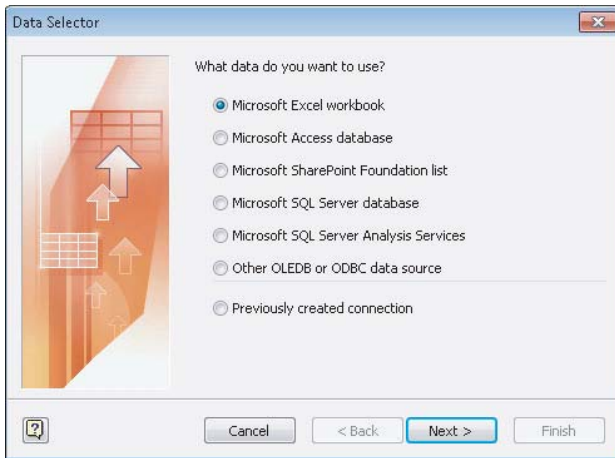 Data Selector
What data do you want to use?
Microsoft Excel workbook
Microsoft Access database
Microsoft SharePoint Foundation list
Microsoft SQL Server database
Microsoft SQL Server Analysis Services
Other OLEDB or ODBC data source
Previously created connection
? Cancel < Back Next > Finish